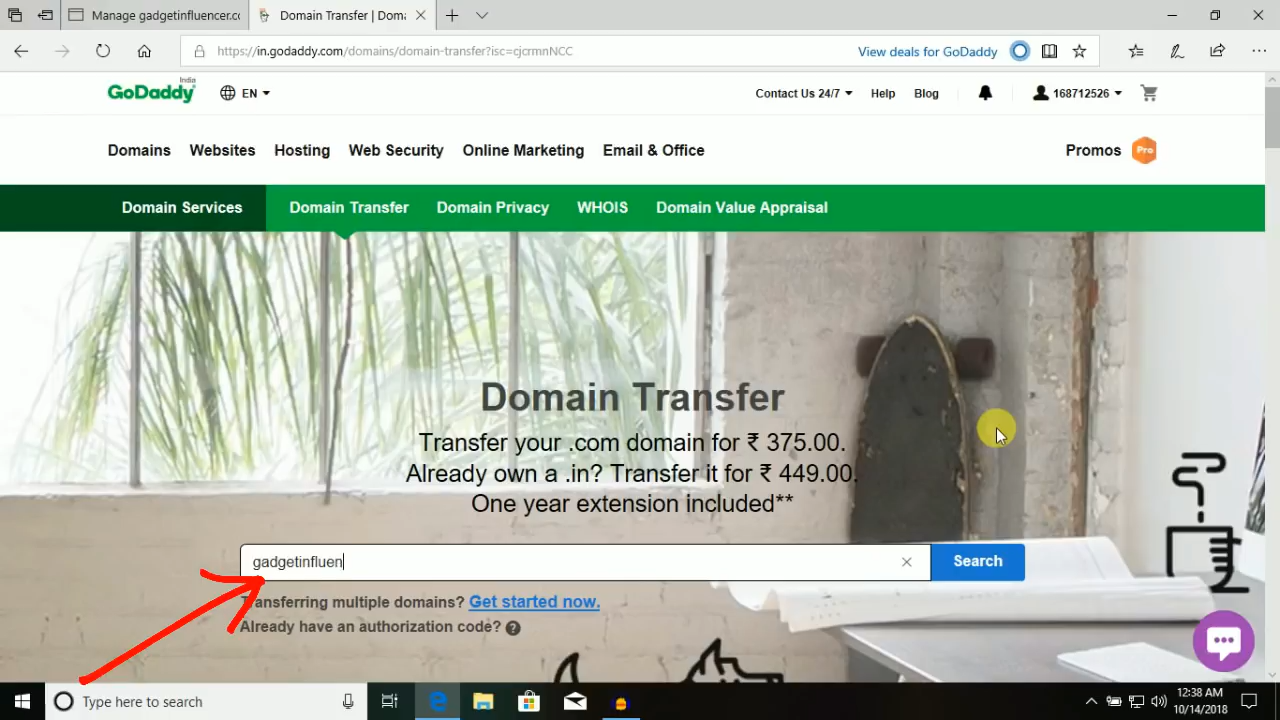 Manage gadgetinfluencer.co
Domain Transfer | Doma
https://in.godaddy.com/domains/domain-transfer?isc=cjcrmnNCC
View deals for GoDaddy
GoDaddy
India
EN
Contact Us 24/7
Help
Blog
168712526
Domains
Websites
Hosting
Web Security
Online Marketing
Email & Office
Promos
Pro
Domain Services
Domain Transfer
Domain Privacy
WHOIS
Domain Value Appraisal
Domain Transfer
Transfer your .com domain for ₹ 375.00.
Already own a .in? Transfer it for ₹ 449.00.
One year extension included**
gadgetinfluen
Search
Transferring multiple domains? Get started now.
Already have an authorization code? ?
Type here to search
12:38 AM
10/14/2018